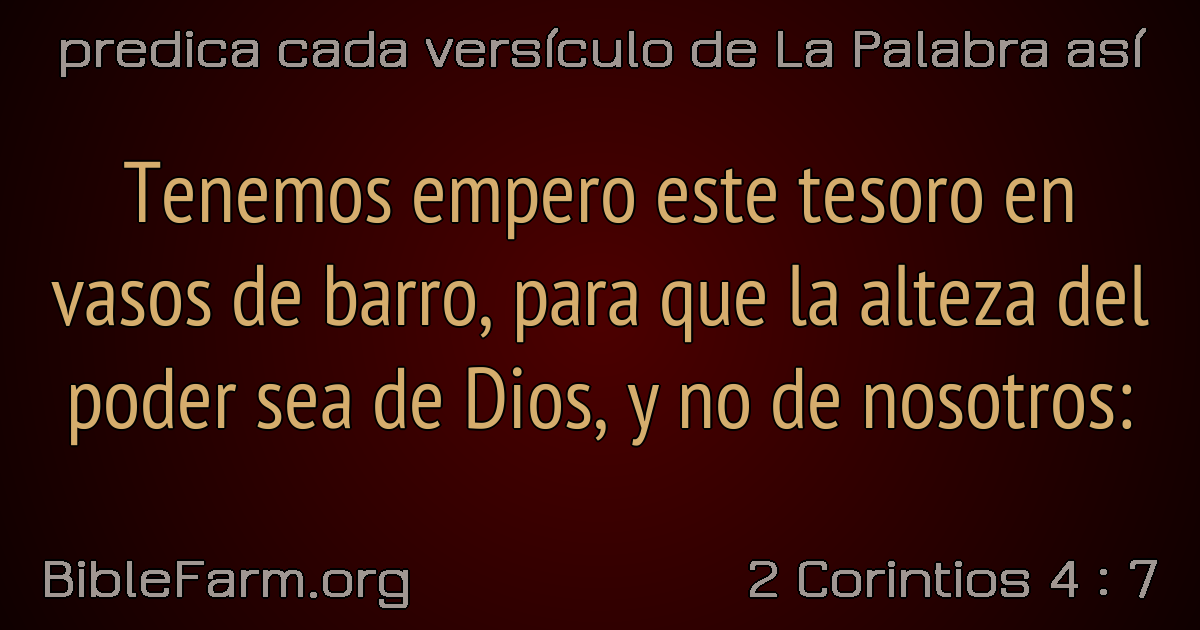 predica cada versículo de La Palabra así
Tenemos empero este tesoro en
vasos de barro, para que la alteza del
poder sea de Dios, y no de nosotros:
BibleFarm.org
2 Corintios 4 : 7